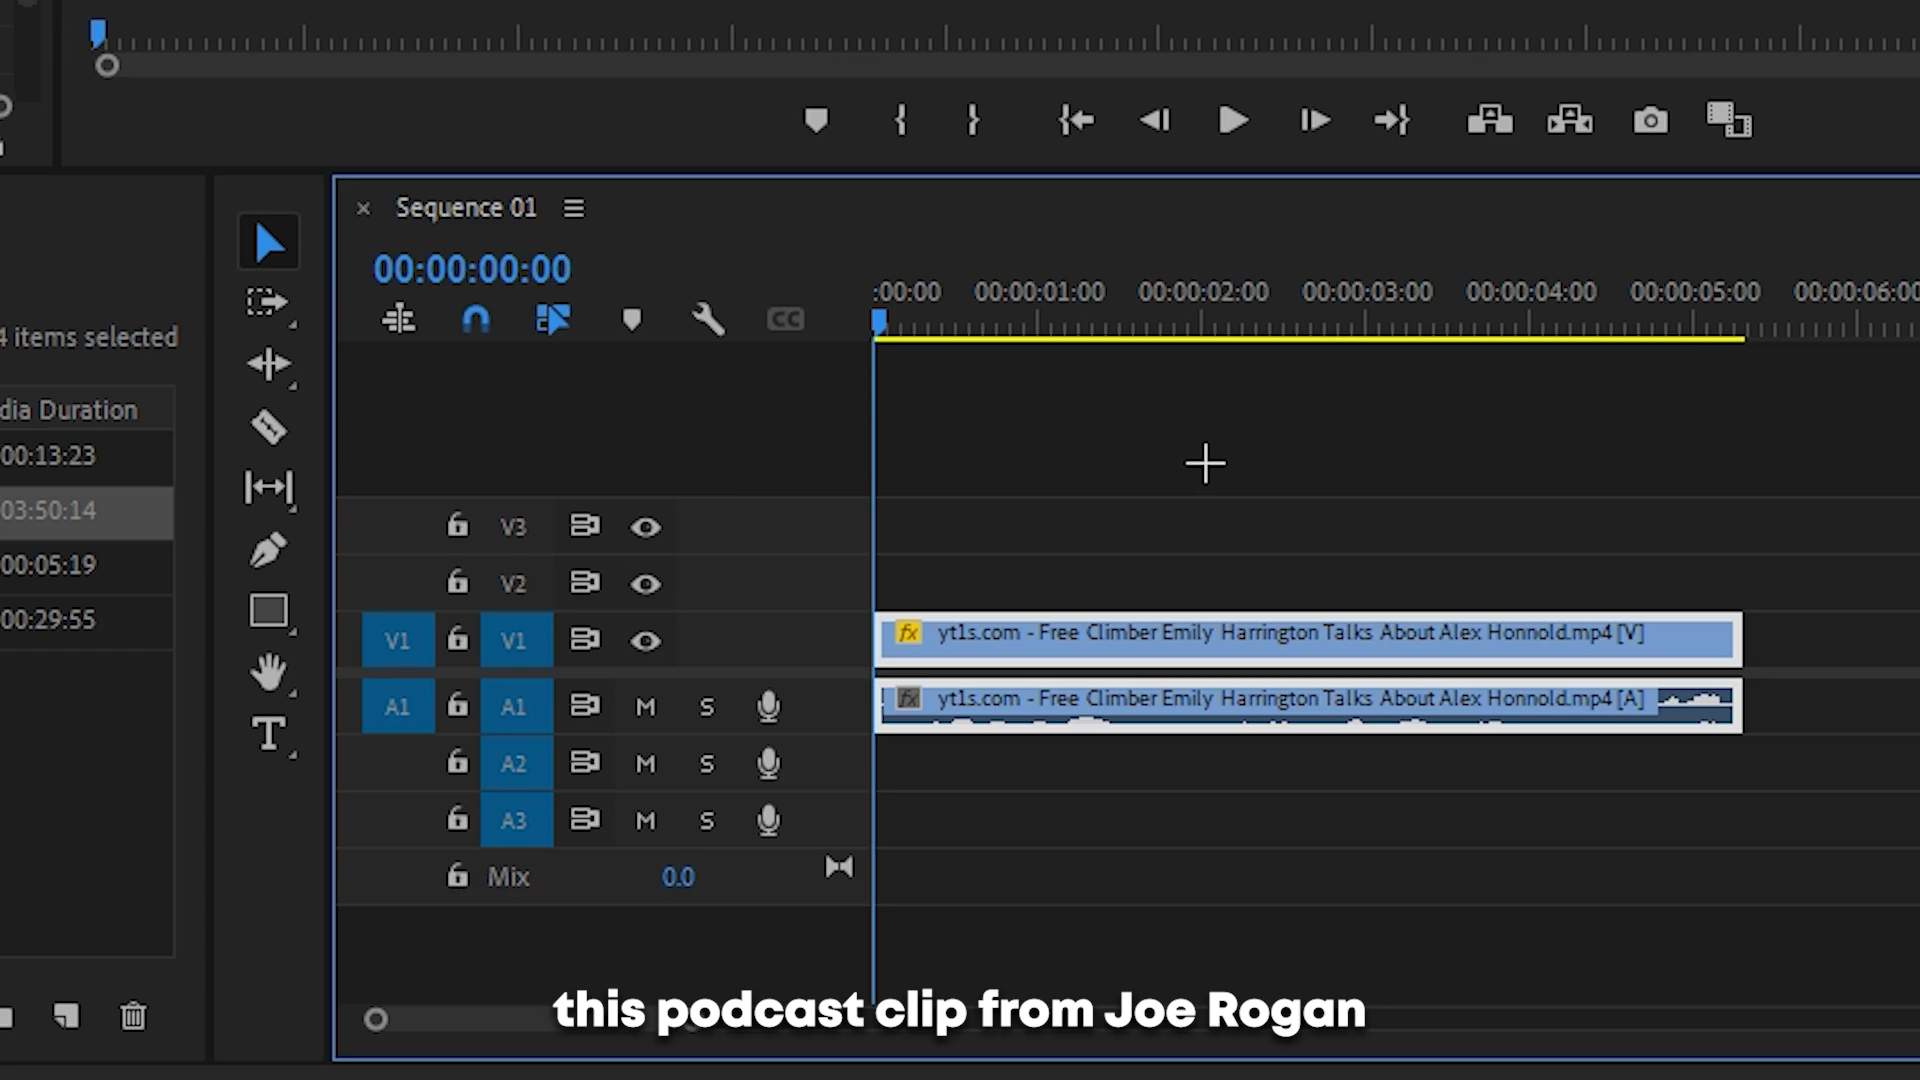 Sequence 01
00:00:00:00
:00:00 00:00:01:00 00:00:02:00 00:00:03:00 00:00:04:00 00:00:05:00 00:00:06:00
CC
4 items selected
dia Duration
00:13:23
03:50:14
00:05:19
00:29:55
V3
V2
V1 V1
fx yt1s.com - Free Climber Emily Harrington Talks About Alex Honnold.mp4 [V]
A1 A1 M S
fx yt1s.com - Free Climber Emily Harrington Talks About Alex Honnold.mp4 [A]
A2 M S
A3 M S
Mix 0.0
this podcast clip from Joe Rogan